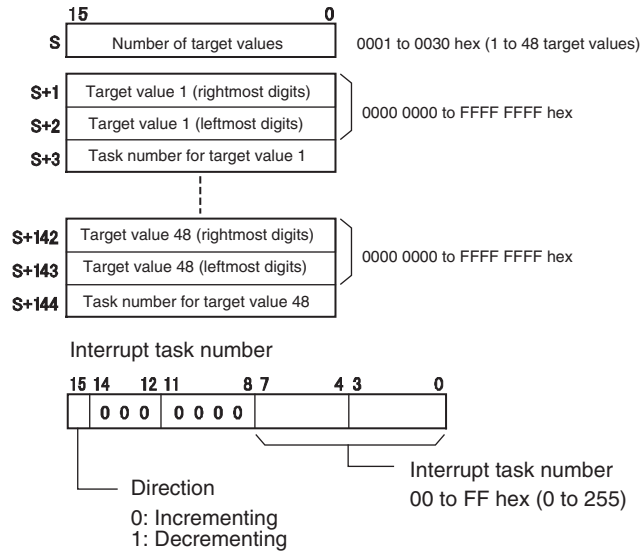 15 0
S Number of target values 0001 to 0030 hex (1 to 48 target values)
S+1 Target value 1 (rightmost digits)
S+2 Target value 1 (leftmost digits)
0000 0000 to FFFF FFFF hex
S+3 Task number for target value 1
S+142 Target value 48 (rightmost digits)
S+143 Target value 48 (leftmost digits)
0000 0000 to FFFF FFFF hex
S+144 Task number for target value 48
Interrupt task number
15 14 12 11 8 7 4 3 0
0 0 0 0 0 0 0
Interrupt task number
00 to FF hex (0 to 255)
Direction
0: Incrementing
1: Decrementing